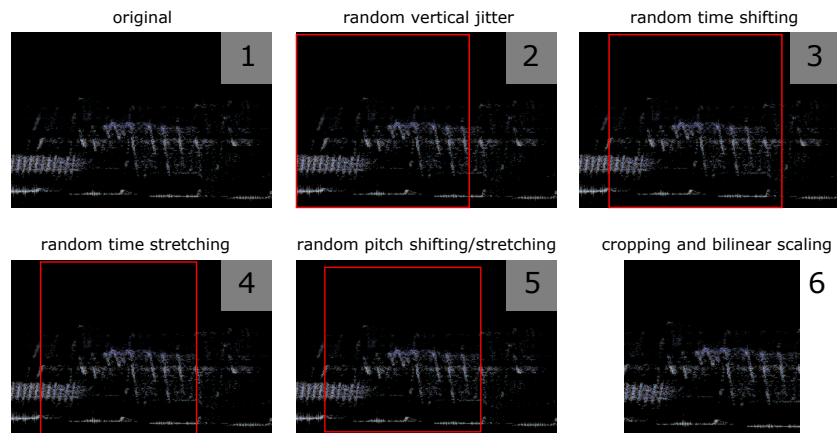 original
1
random vertical jitter
2
random time shifting
3
random time stretching
4
random pitch shifting/stretching
5
cropping and bilinear scaling
6